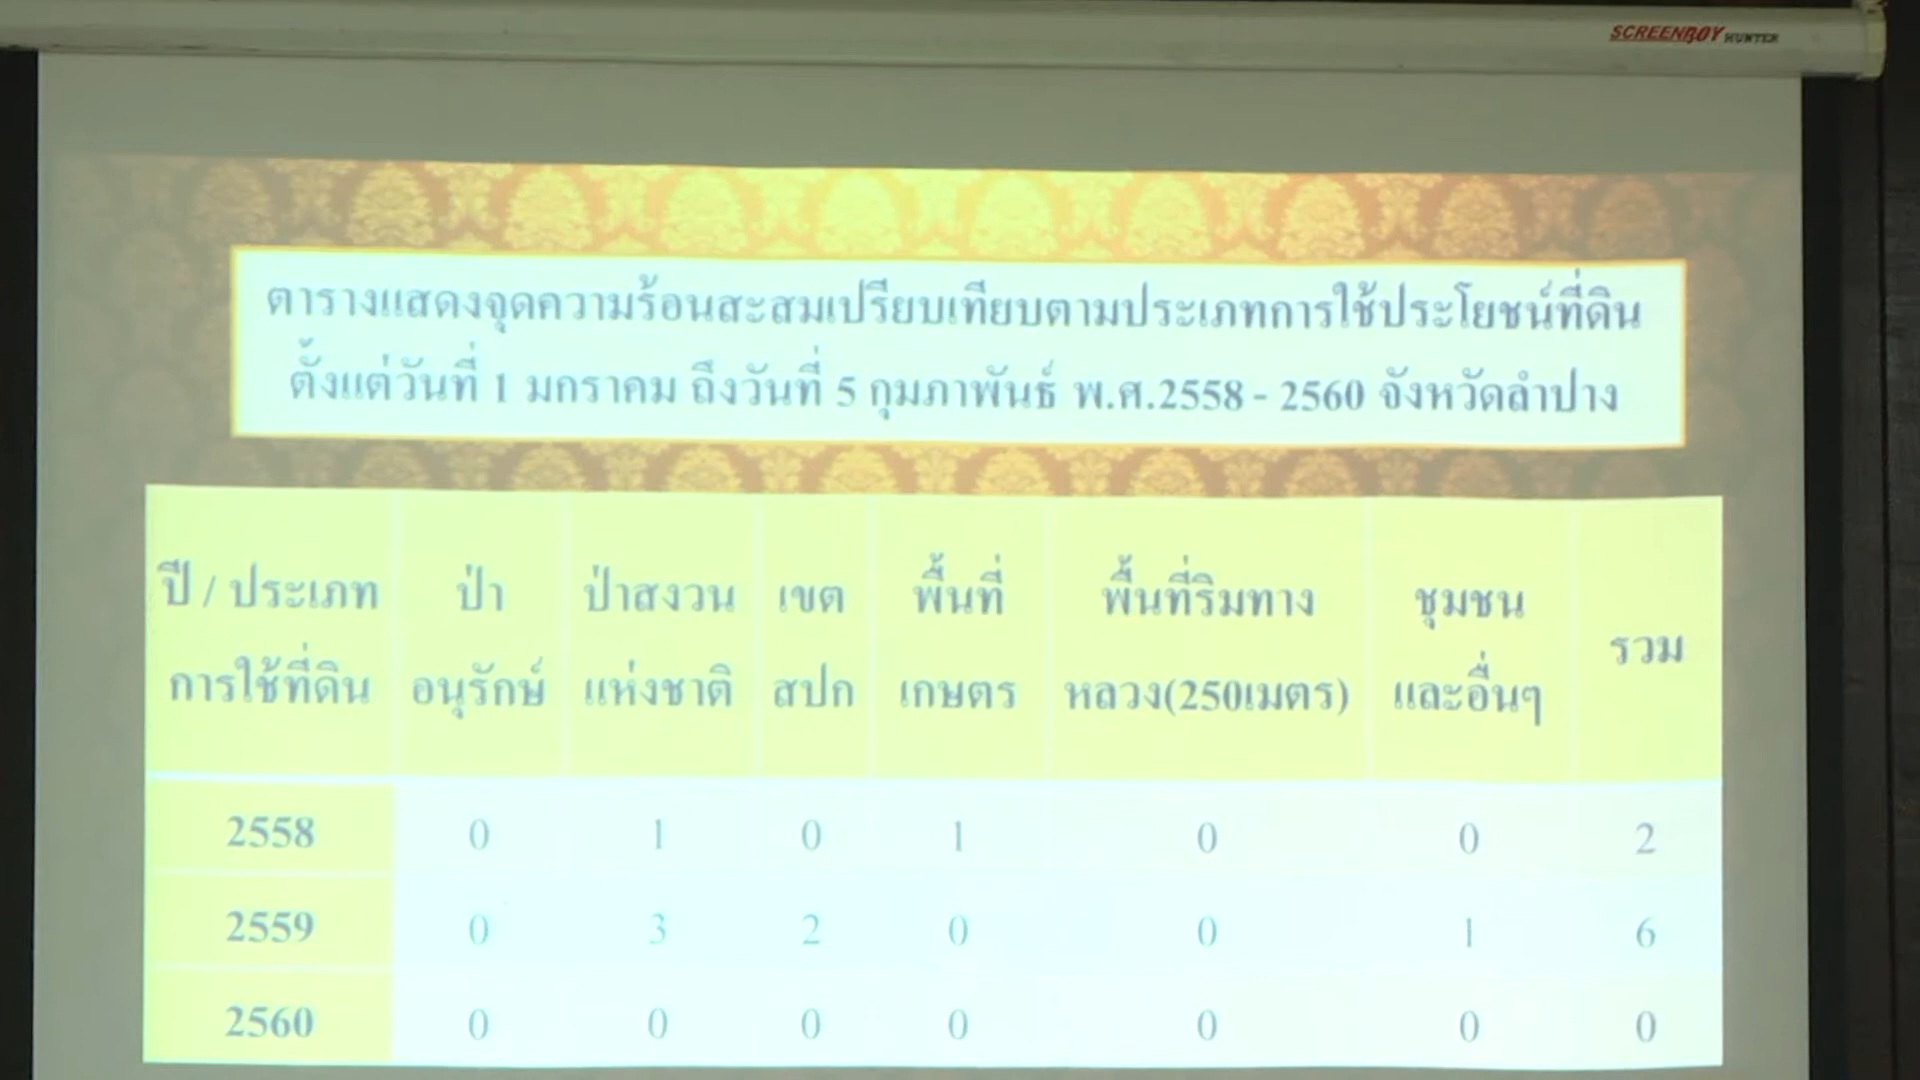 SCREENBOY HUNTER
ตารางแสดงจุดความร้อนสะสมเปรียบเทียบตามประเภทการใช้ประโยชน์ที่ดิน
ตั้งแต่วันที่ 1 มกราคม ถึงวันที่ 5 กุมภาพันธ์ พ.ศ.2558 - 2560 จังหวัดลำปาง
ปี / ประเภท การใช้ที่ดิน ป่า อนุรักษ์ ป่าสงวน แห่งชาติ เขต สปก พื้นที่ เกษตร พื้นที่ริมทาง หลวง(250เมตร) ชุมชน และอื่นๆ รวม
2558 0 1 0 1 0 0 2
2559 0 3 2 0 0 1 6
2560 0 0 0 0 0 0 0